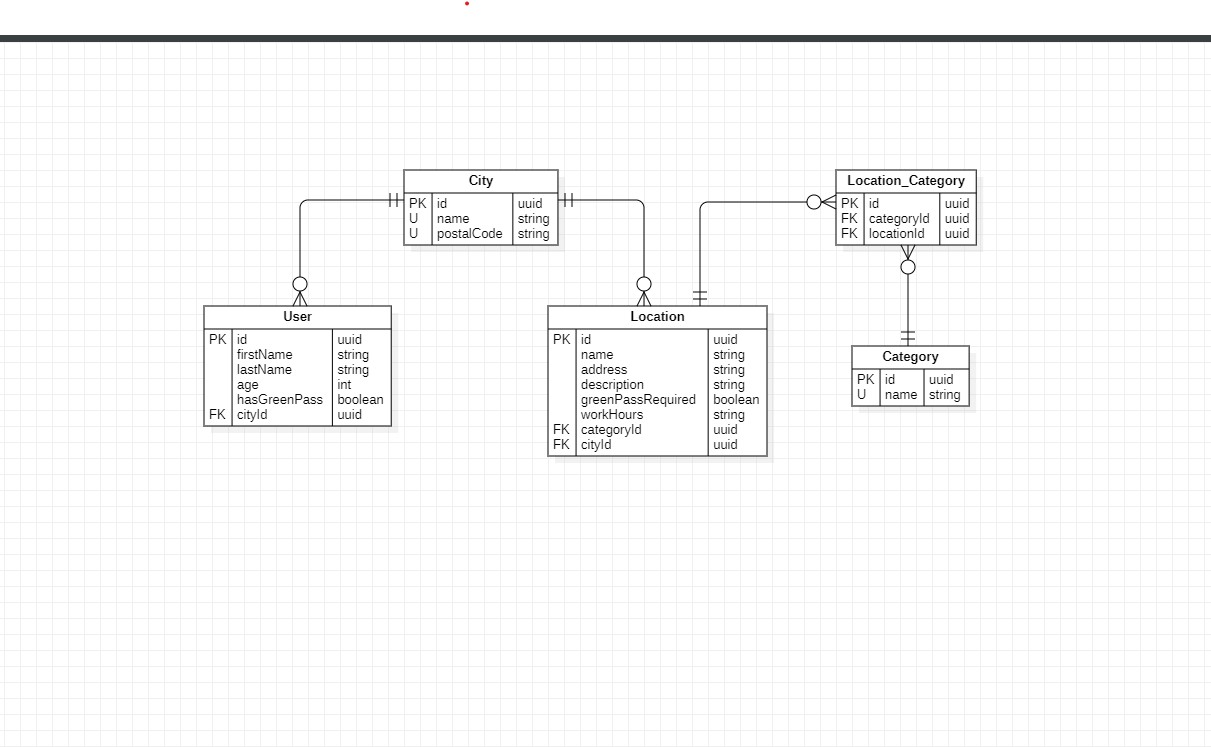 City
PK id uuid
U name string
U postalCode string
Location_Category
PK id uuid
FK categoryId uuid
FK locationId uuid
User
PK id uuid
firstName string
lastName string
age int
hasGreenPass boolean
FK cityId uuid
Location
PK id uuid
name string
address string
description string
greenPassRequired boolean
workHours string
FK categoryId uuid
FK cityId uuid
Category
PK id uuid
U name string